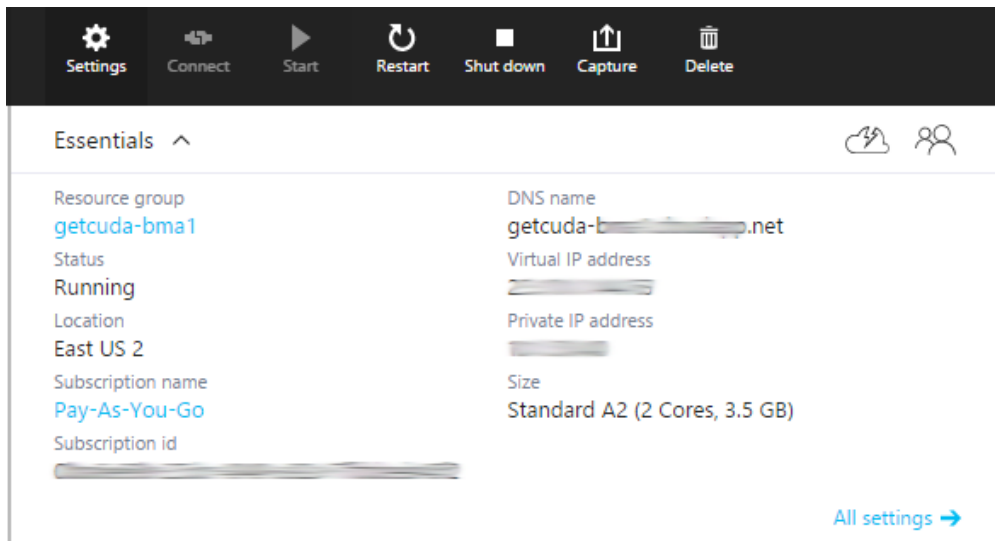 Settings Connect Start Restart Shut down Capture Delete
Essentials
Resource group
getcuda-bma1
Status
Running
Location
East US 2
Subscription name
Pay-As-You-Go
Subscription id
DNS name
getcuda-b .net
Virtual IP address
Private IP address
Size
Standard A2 (2 Cores, 3.5 GB)
All settings